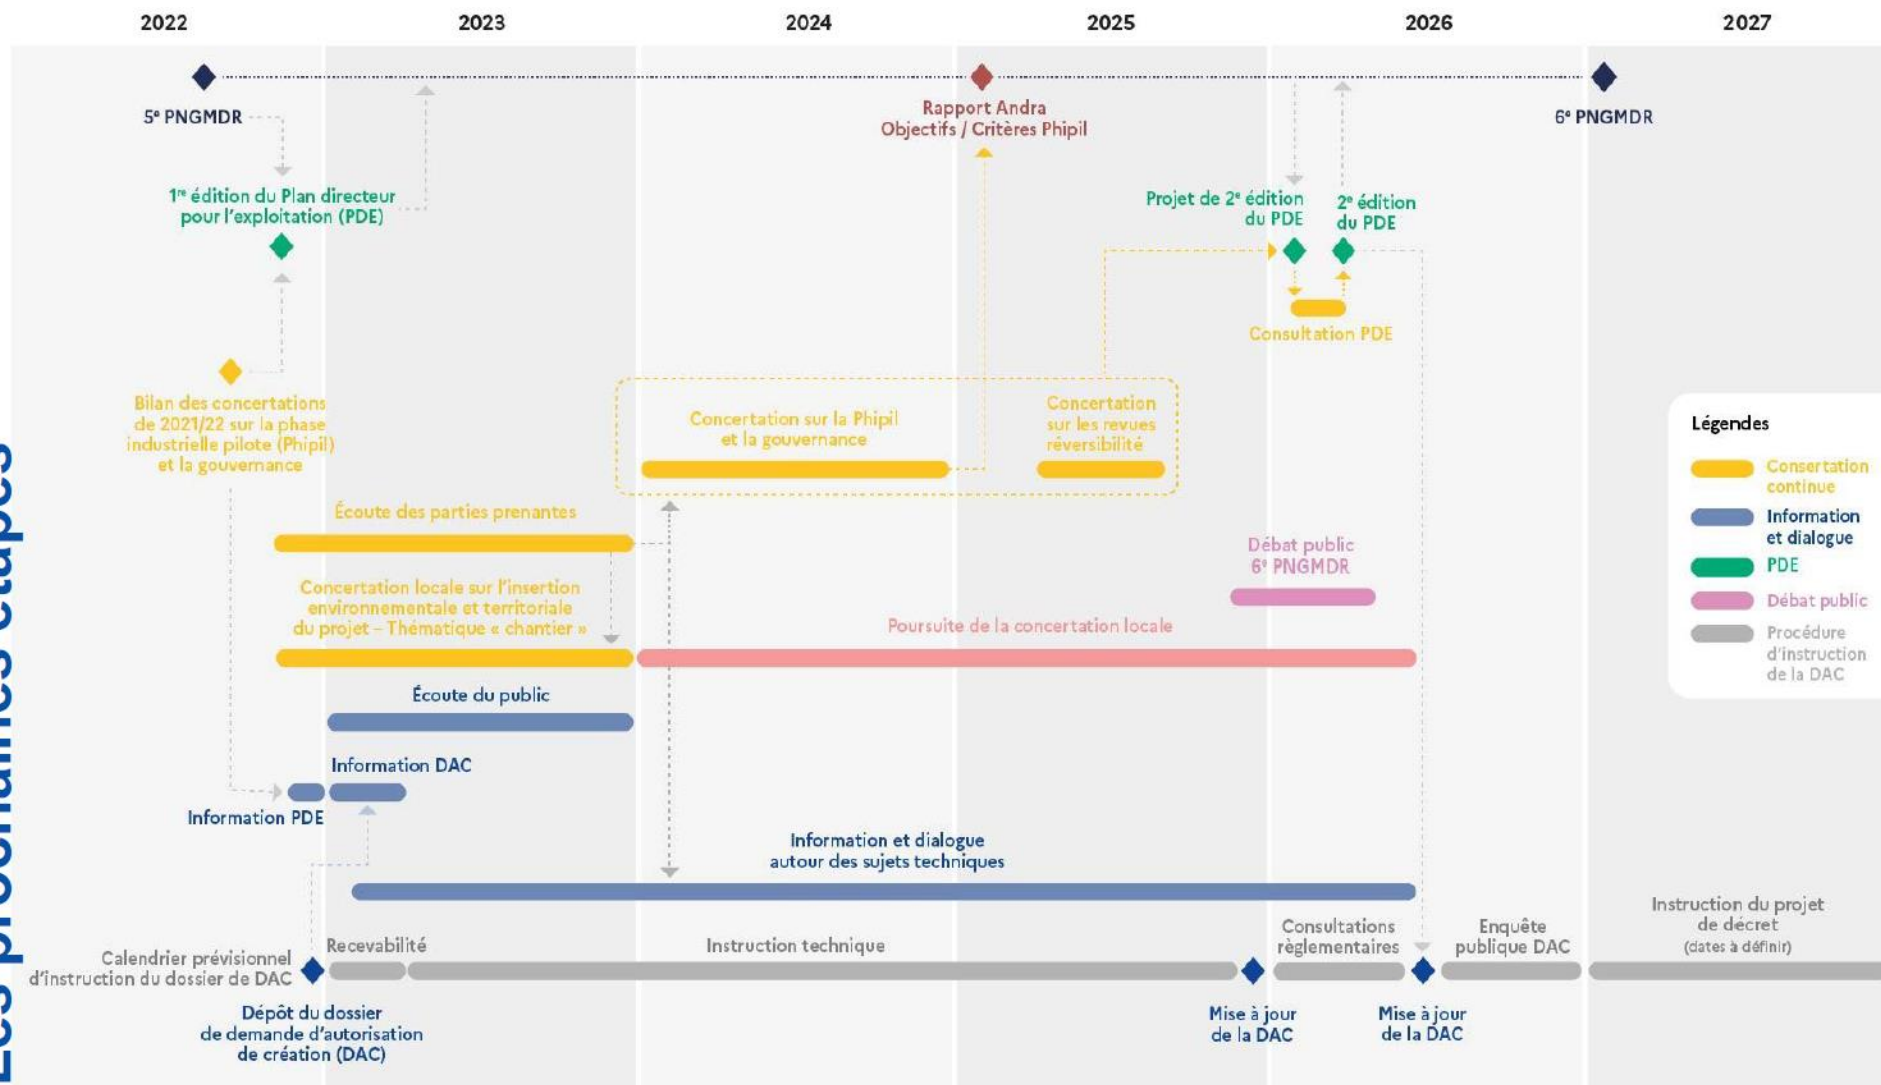 2022
2023
2024
2025
2026
2027
5e PNGMDR
Rapport Andra
Objectifs / Critères Phipil
6e PNGMDR
1re édition du Plan directeur
pour l'exploitation (PDE)
Projet de 2e édition
du PDE
2e édition
du PDE
Consultation PDE
Bilan des concertations
de 2021/22 sur la phase
industrielle pilote (Phipil)
et la gouvernance
Concertation sur la Phipil
et la gouvernance
Concertation
sur les revues
réversibilité
Écoute des parties prenantes
Débat public
6e PNGMDR
Concertation locale sur l'insertion
environnementale et territoriale
du projet – Thématique « chantier »
Poursuite de la concertation locale
Écoute du public
Information DAC
Information PDE
Information et dialogue
autour des sujets techniques
Calendrier prévisionnel
d'instruction du dossier de DAC
Recevabilité
Instruction technique
Consultations
règlementaires
Enquête
publique DAC
Instruction du projet
de décret
(dates à définir)
Dépôt du dossier
de demande d'autorisation
de création (DAC)
Mise à jour
de la DAC
Mise à jour
de la DAC
Légendes
Consertation
continue
Information
et dialogue
PDE
Débat public
Procédure
d'instruction
de la DAC
Les prochaines étapes